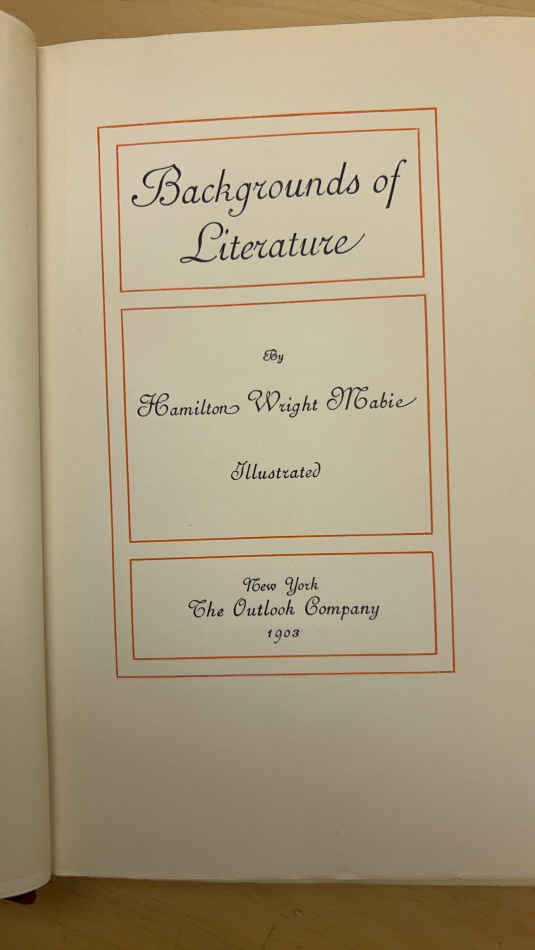 Backgrounds of
Literature
By
Hamilton Wright Mabie
Illustrated
New York
The Outlook Company
1903